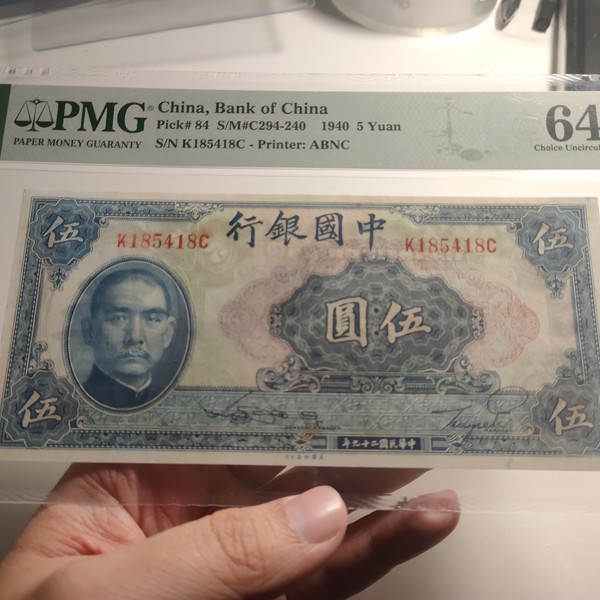 PMG® China, Bank of China 64
Pick# 84 S/M#C294-240 1940 5 Yuan
PAPER MONEY GUARANTY S/N K185418C - Printer: ABNC Choice Uncircul
行銀國中
伍 伍
K185418C K185418C
圓伍
伍 伍
年九十二國民華中